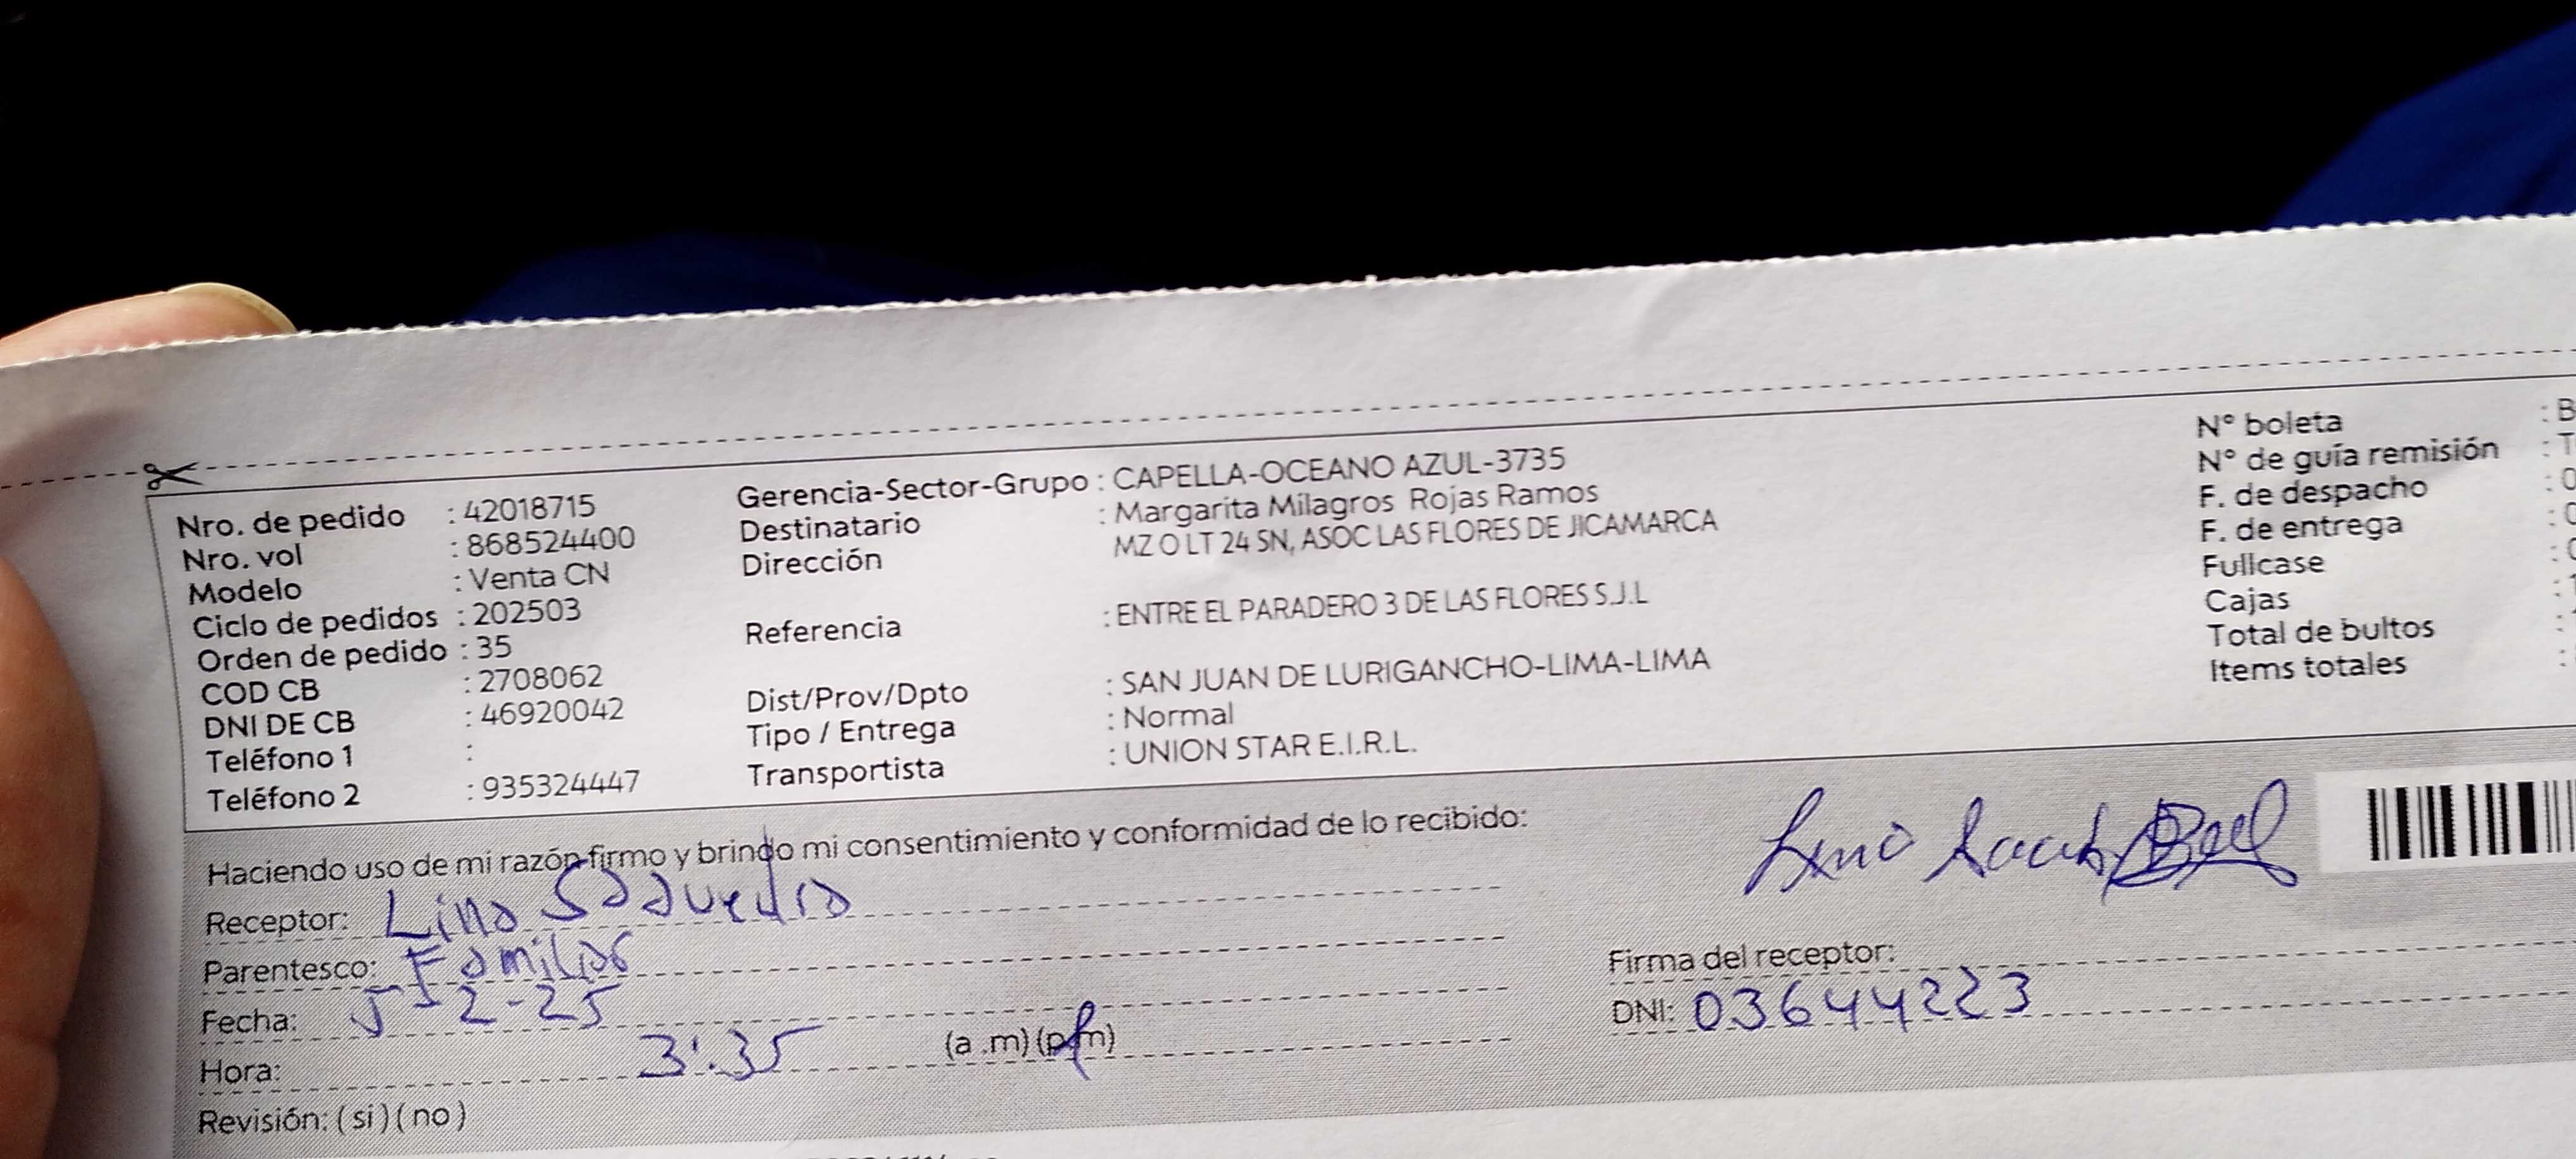 Nro. de pedido : 42018715
Nro. vol : 868524400
Modelo : Venta CN
Ciclo de pedidos : 202503
Orden de pedido : 35
COD CB : 2708062
DNI DE CB : 46920042
Teléfono 1 :
Teléfono 2 : 935324447
Gerencia-Sector-Grupo : CAPELLA-OCEANO AZUL-3735
Destinatario : Margarita Milagros Rojas Ramos
Dirección MZ O LT 24 SN, ASOC LAS FLORES DE JICAMARCA
Referencia : ENTRE EL PARADERO 3 DE LAS FLORES S.J.L
Dist/Prov/Dpto : SAN JUAN DE LURIGANCHO-LIMA-LIMA
Tipo / Entrega : Normal
Transportista : UNION STAR E.I.R.L.
N° boleta : B
N° de guía remisión : T
F. de despacho : 0
F. de entrega : 0
Fullcase : 0
Cajas : 1
Total de bultos :
Items totales :
Haciendo uso de mi razón firmo y brindo mi consentimiento y conformidad de lo recibido:
Receptor: Lino Saavedra
Parentesco: Familiar
Fecha: 5-2-25
Hora: 3:35 (a .m) (p.m)
Revisión: ( si ) ( no )
Lino
Firma del receptor:
DNI: 03644223